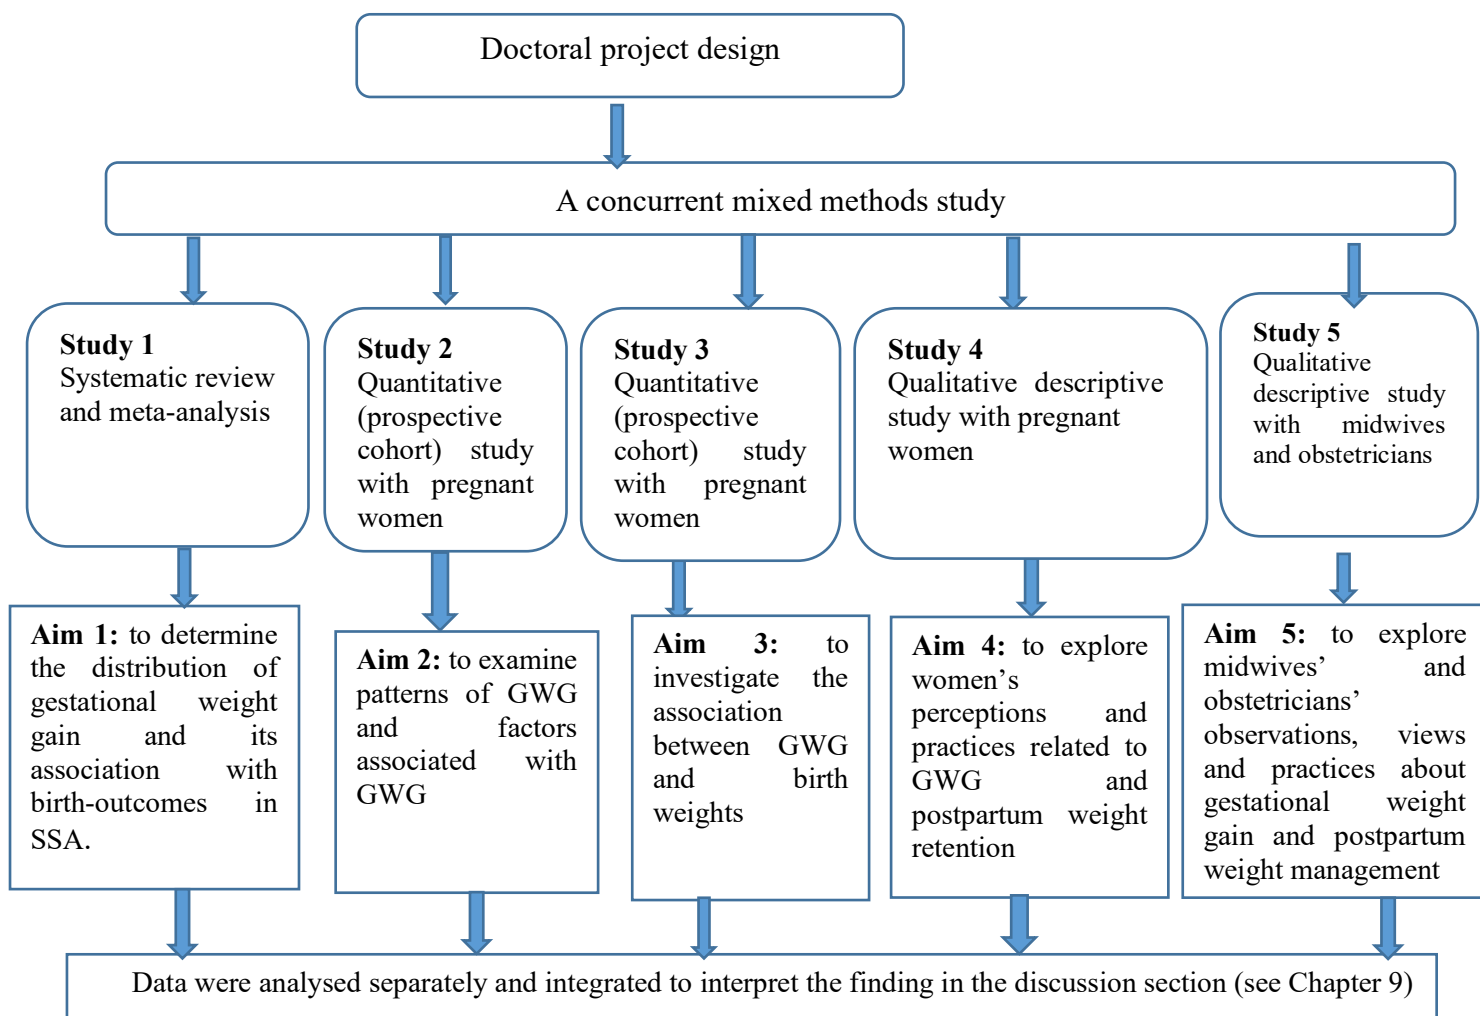 Doctoral project design
A concurrent mixed methods study
Study 1
Systematic review
and meta-analysis
Study 2
Quantitative
(prospective
cohort) study
with pregnant
women
Study 3
Quantitative
(prospective
cohort) study
with pregnant
women
Study 4
Qualitative descriptive
study with pregnant
women
Study 5
Qualitative
descriptive study
with midwives
and obstetricians
Aim 1: to determine
the distribution of
gestational weight
gain and its
association with
birth-outcomes in
SSA.
Aim 2: to examine
patterns of GWG
and factors
associated with
GWG
Aim 3: to
investigate the
association
between GWG
and birth
weights
Aim 4: to explore
women’s
perceptions and
practices related to
GWG and
postpartum weight
retention
Aim 5: to explore
midwives’ and
obstetricians’
observations, views
and practices about
gestational weight
gain and postpartum
weight management
Data were analysed separately and integrated to interpret the finding in the discussion section (see Chapter 9)